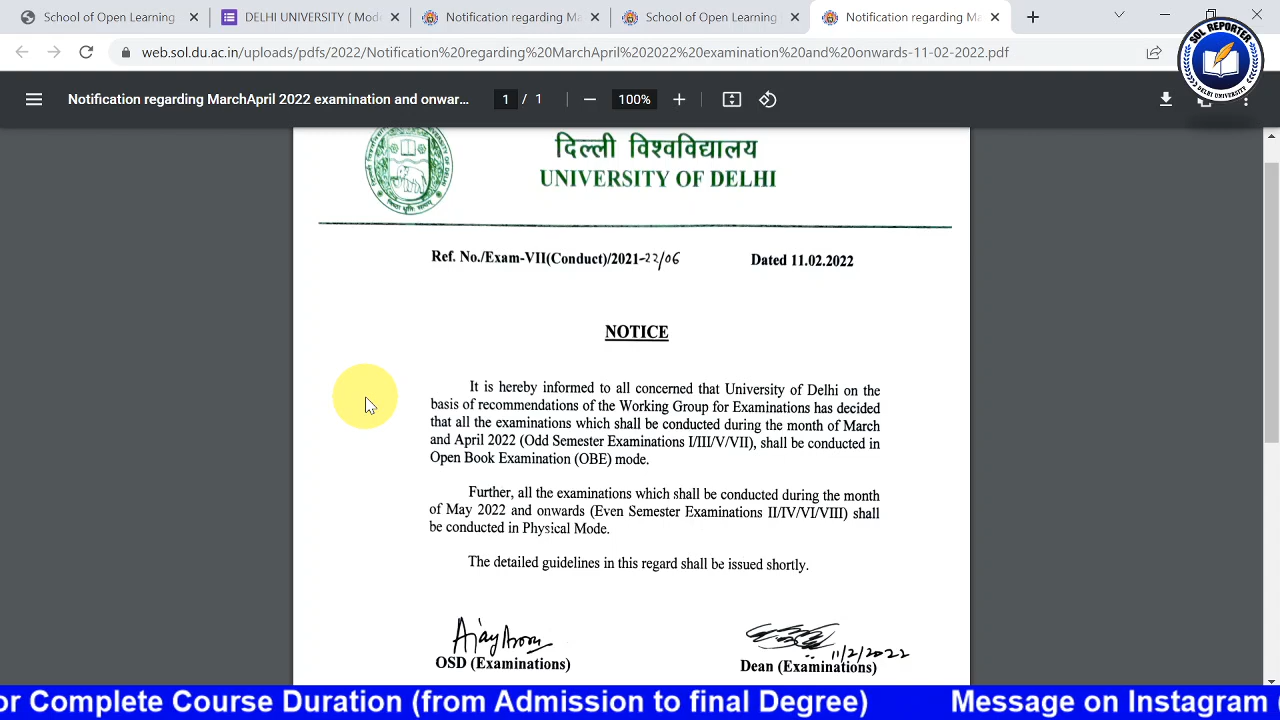 School of Open Learning
DELHI UNIVERSITY ( Mod
Notification regarding Ma
School of Open Learning
Notification regarding Ma
web.sol.du.ac.in/uploads/pdfs/2022/Notification%20regarding%20MarchApril%202022%20examination%20and%20onwards-11-02-2022.pdf
SOL REPORTER
DELHI UNIVERSITY
Notification regarding MarchApril 2022 examination and onwar...
1 / 1
100%
दिल्ली विश्वविद्यालय
UNIVERSITY OF DELHI
Ref. No./Exam-VII(Conduct)/2021-22/06
Dated 11.02.2022
NOTICE
It is hereby informed to all concerned that University of Delhi on the
basis of recommendations of the Working Group for Examinations has decided
that all the examinations which shall be conducted during the month of March
and April 2022 (Odd Semester Examinations I/III/V/VII), shall be conducted in
Open Book Examination (OBE) mode.
Further, all the examinations which shall be conducted during the month
of May 2022 and onwards (Even Semester Examinations II/IV/VI/VIII) shall
be conducted in Physical Mode.
The detailed guidelines in this regard shall be issued shortly.
11/2/2022
OSD (Examinations)
Dean (Examinations)
or Complete Course Duration (from Admission to final Degree)
Message on Instagram